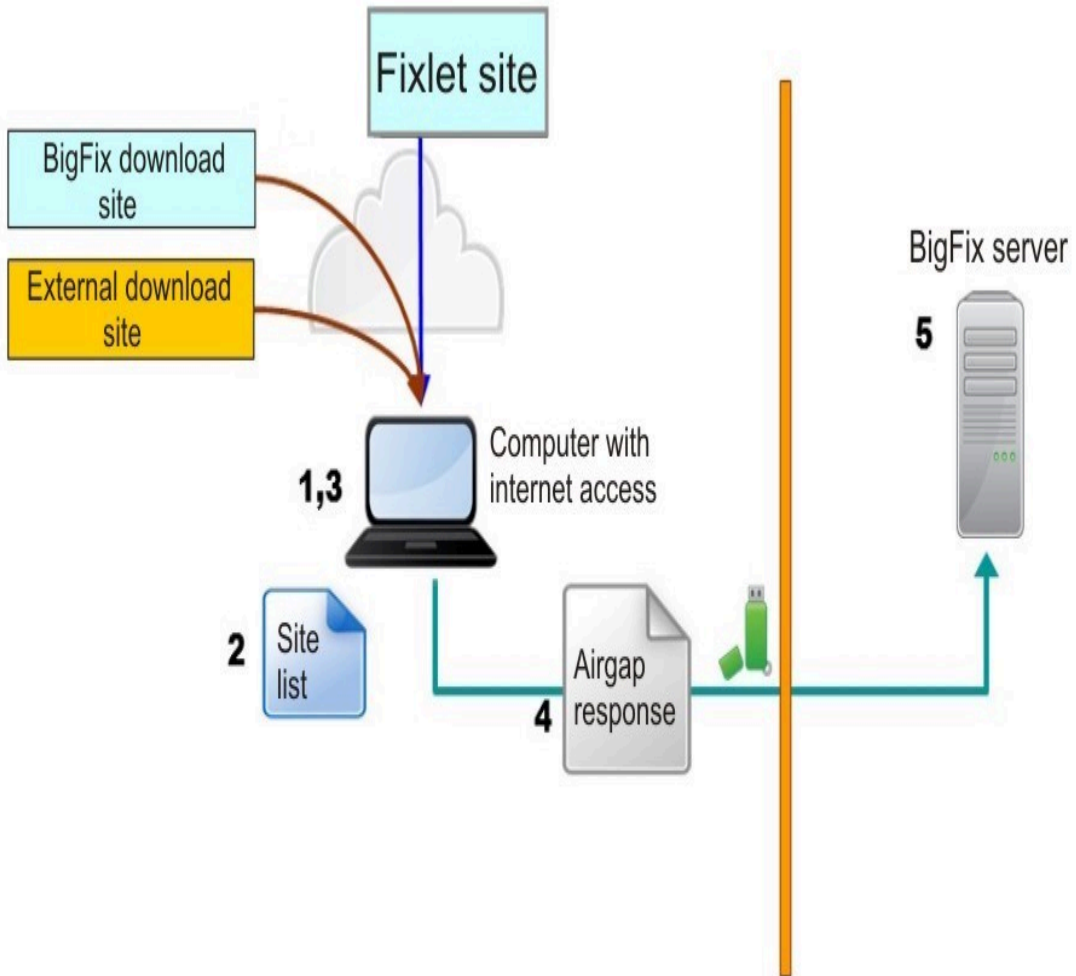 Fixlet site
BigFix download
site
External download
site
BigFix server
5
Computer with
internet access
1,3
2
Site
list
Airgap
response
4